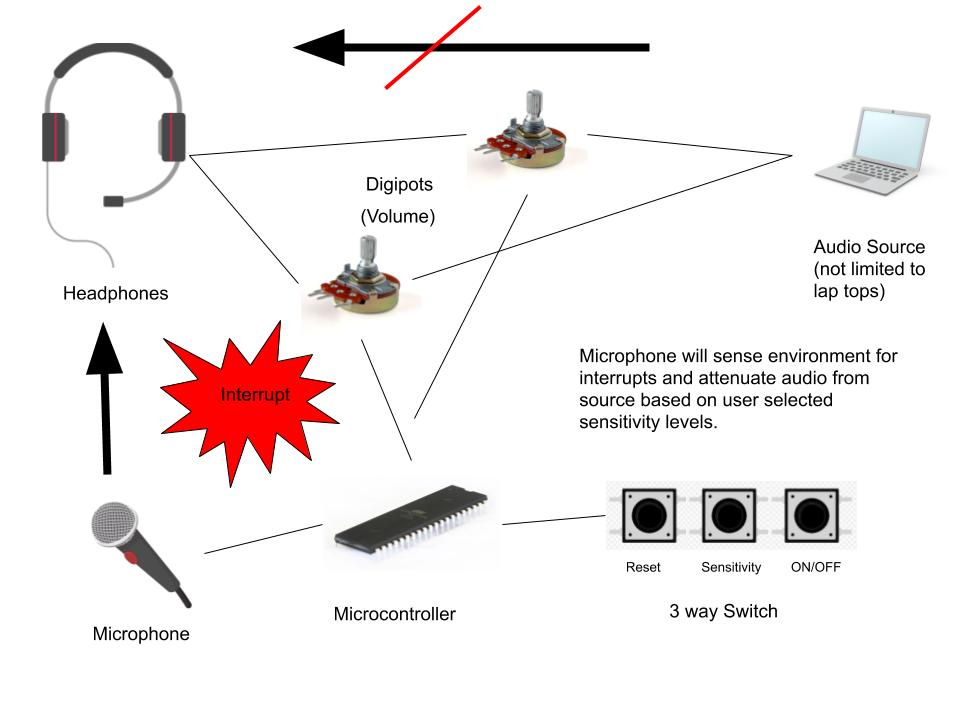 Digipots
(Volume)
Audio Source
(not limited to
lap tops)
Headphones
Microphone will sense environment for
interrupts and attenuate audio from
source based on user selected
sensitivity levels.
Interrupt
Reset
Sensitivity
ON/OFF
3 way Switch
Microcontroller
Microphone